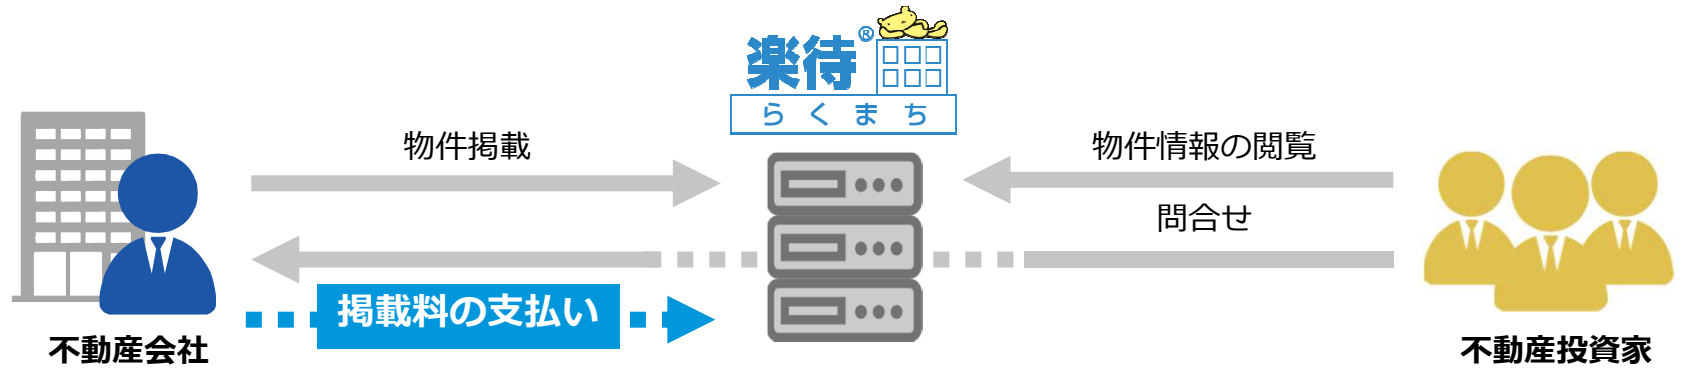 楽待®
らくまち
物件掲載
物件情報の閲覧
問合せ
掲載料の支払い
不動産会社
不動産投資家